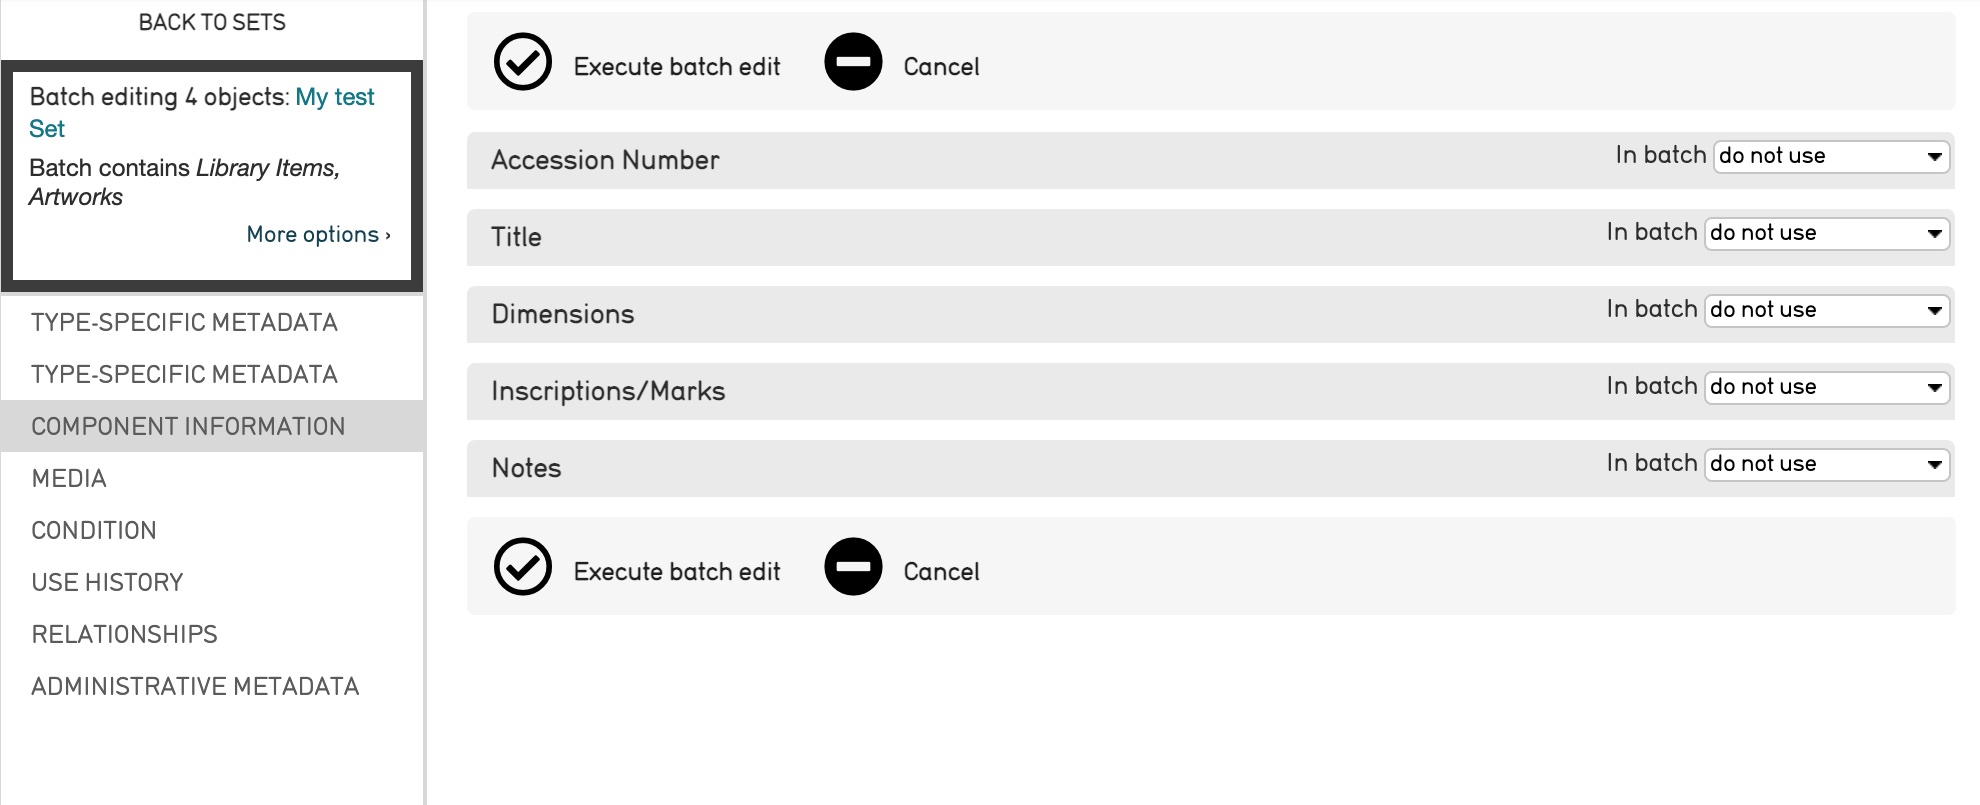 BACK TO SETS
Batch editing 4 objects: My test
Set
Batch contains Library Items,
Artworks
More options ›
TYPE-SPECIFIC METADATA
TYPE-SPECIFIC METADATA
COMPONENT INFORMATION
MEDIA
CONDITION
USE HISTORY
RELATIONSHIPS
ADMINISTRATIVE METADATA
Execute batch edit Cancel
Accession Number In batch do not use
Title In batch do not use
Dimensions In batch do not use
Inscriptions/Marks In batch do not use
Notes In batch do not use
Execute batch edit Cancel